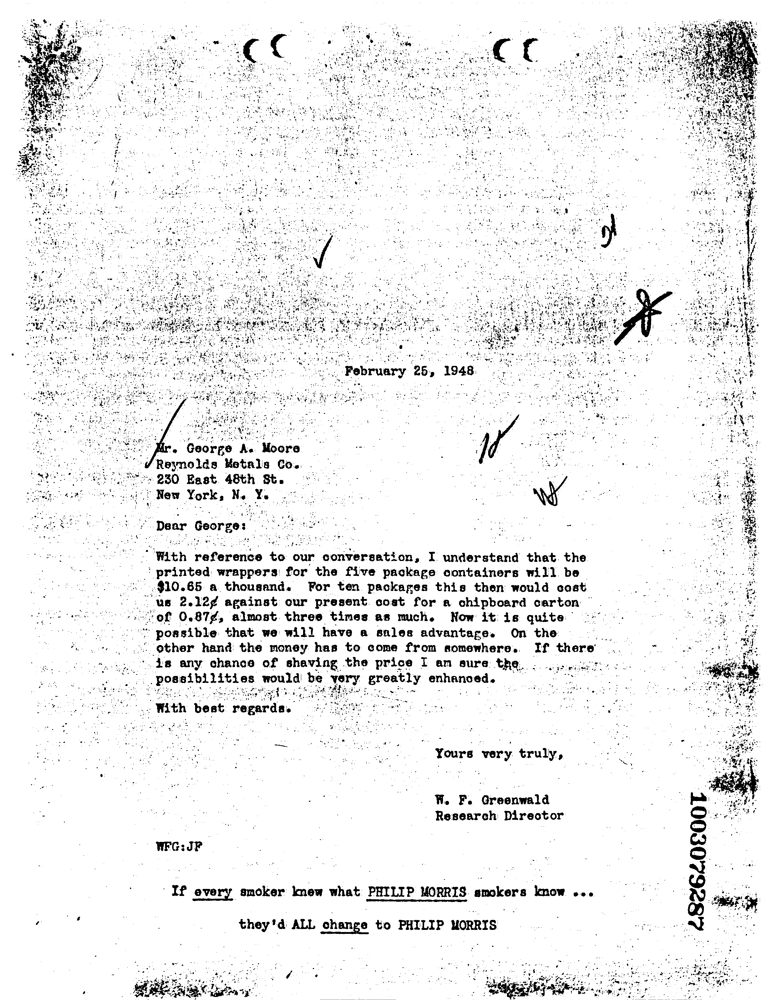 February 25, 1948
Mr. George A. Moore
Reynolds Metals Co.
230 East 48th St.
New York, N. Y.
Dear George:
With reference to our conversation, I understand that the
printed wrappers for the five package containers will be
$10.65 a thousand. For ten packages this then would cost
us 2.12¢ against our present cost for a chipboard carton
of 0.87¢, almost three times as much. Now it is quite
possible that we will have a sales advantage. On the
other hand the money has to come from somewhere. If there
is any chance of shaving the price I am sure the
possibilities would be very greatly enhanced.
With best regards.
Yours very truly,
W. F. Greenwald
Research Director
WFG:JF
If every smoker knew what PHILIP MORRIS smokers know ...
they'd ALL change to PHILIP MORRIS
1003079287